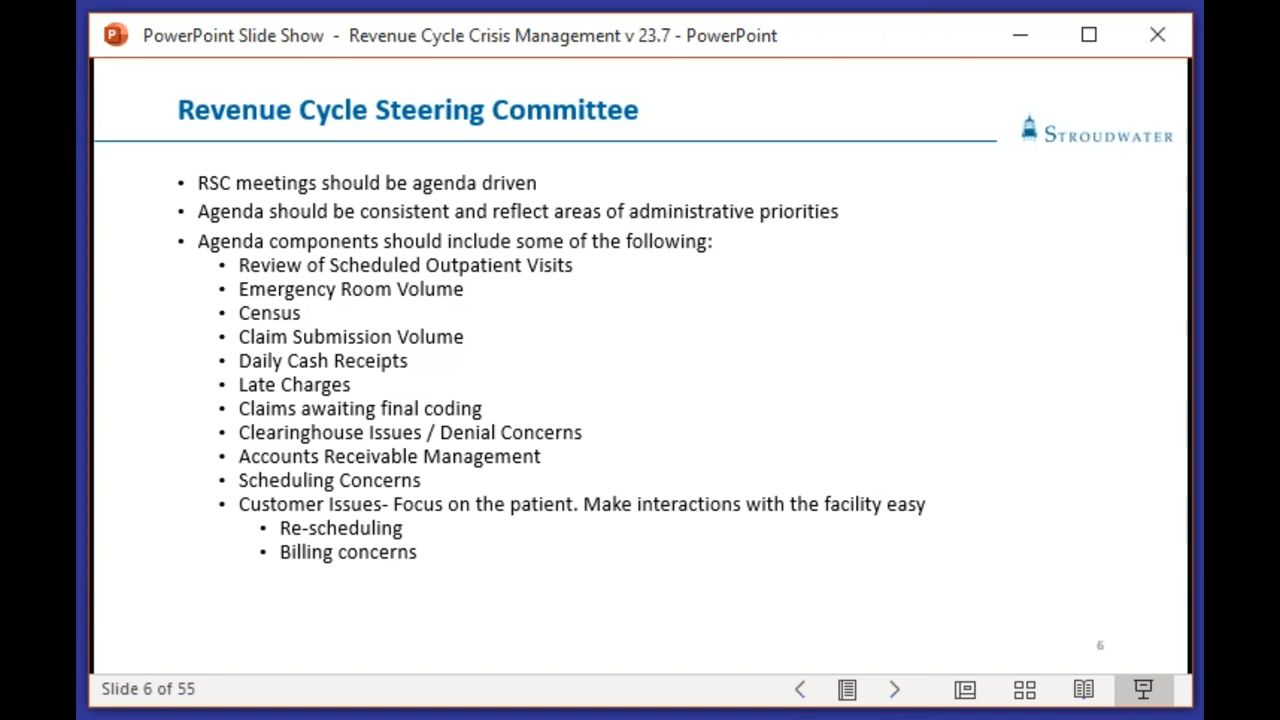 PowerPoint Slide Show - Revenue Cycle Crisis Management v 23.7 - PowerPoint
Revenue Cycle Steering Committee
STROUDWATER
• RSC meetings should be agenda driven
• Agenda should be consistent and reflect areas of administrative priorities
• Agenda components should include some of the following:
• Review of Scheduled Outpatient Visits
• Emergency Room Volume
• Census
• Claim Submission Volume
• Daily Cash Receipts
• Late Charges
• Claims awaiting final coding
• Clearinghouse Issues / Denial Concerns
• Accounts Receivable Management
• Scheduling Concerns
• Customer Issues- Focus on the patient. Make interactions with the facility easy
• Re-scheduling
• Billing concerns
6
Slide 6 of 55